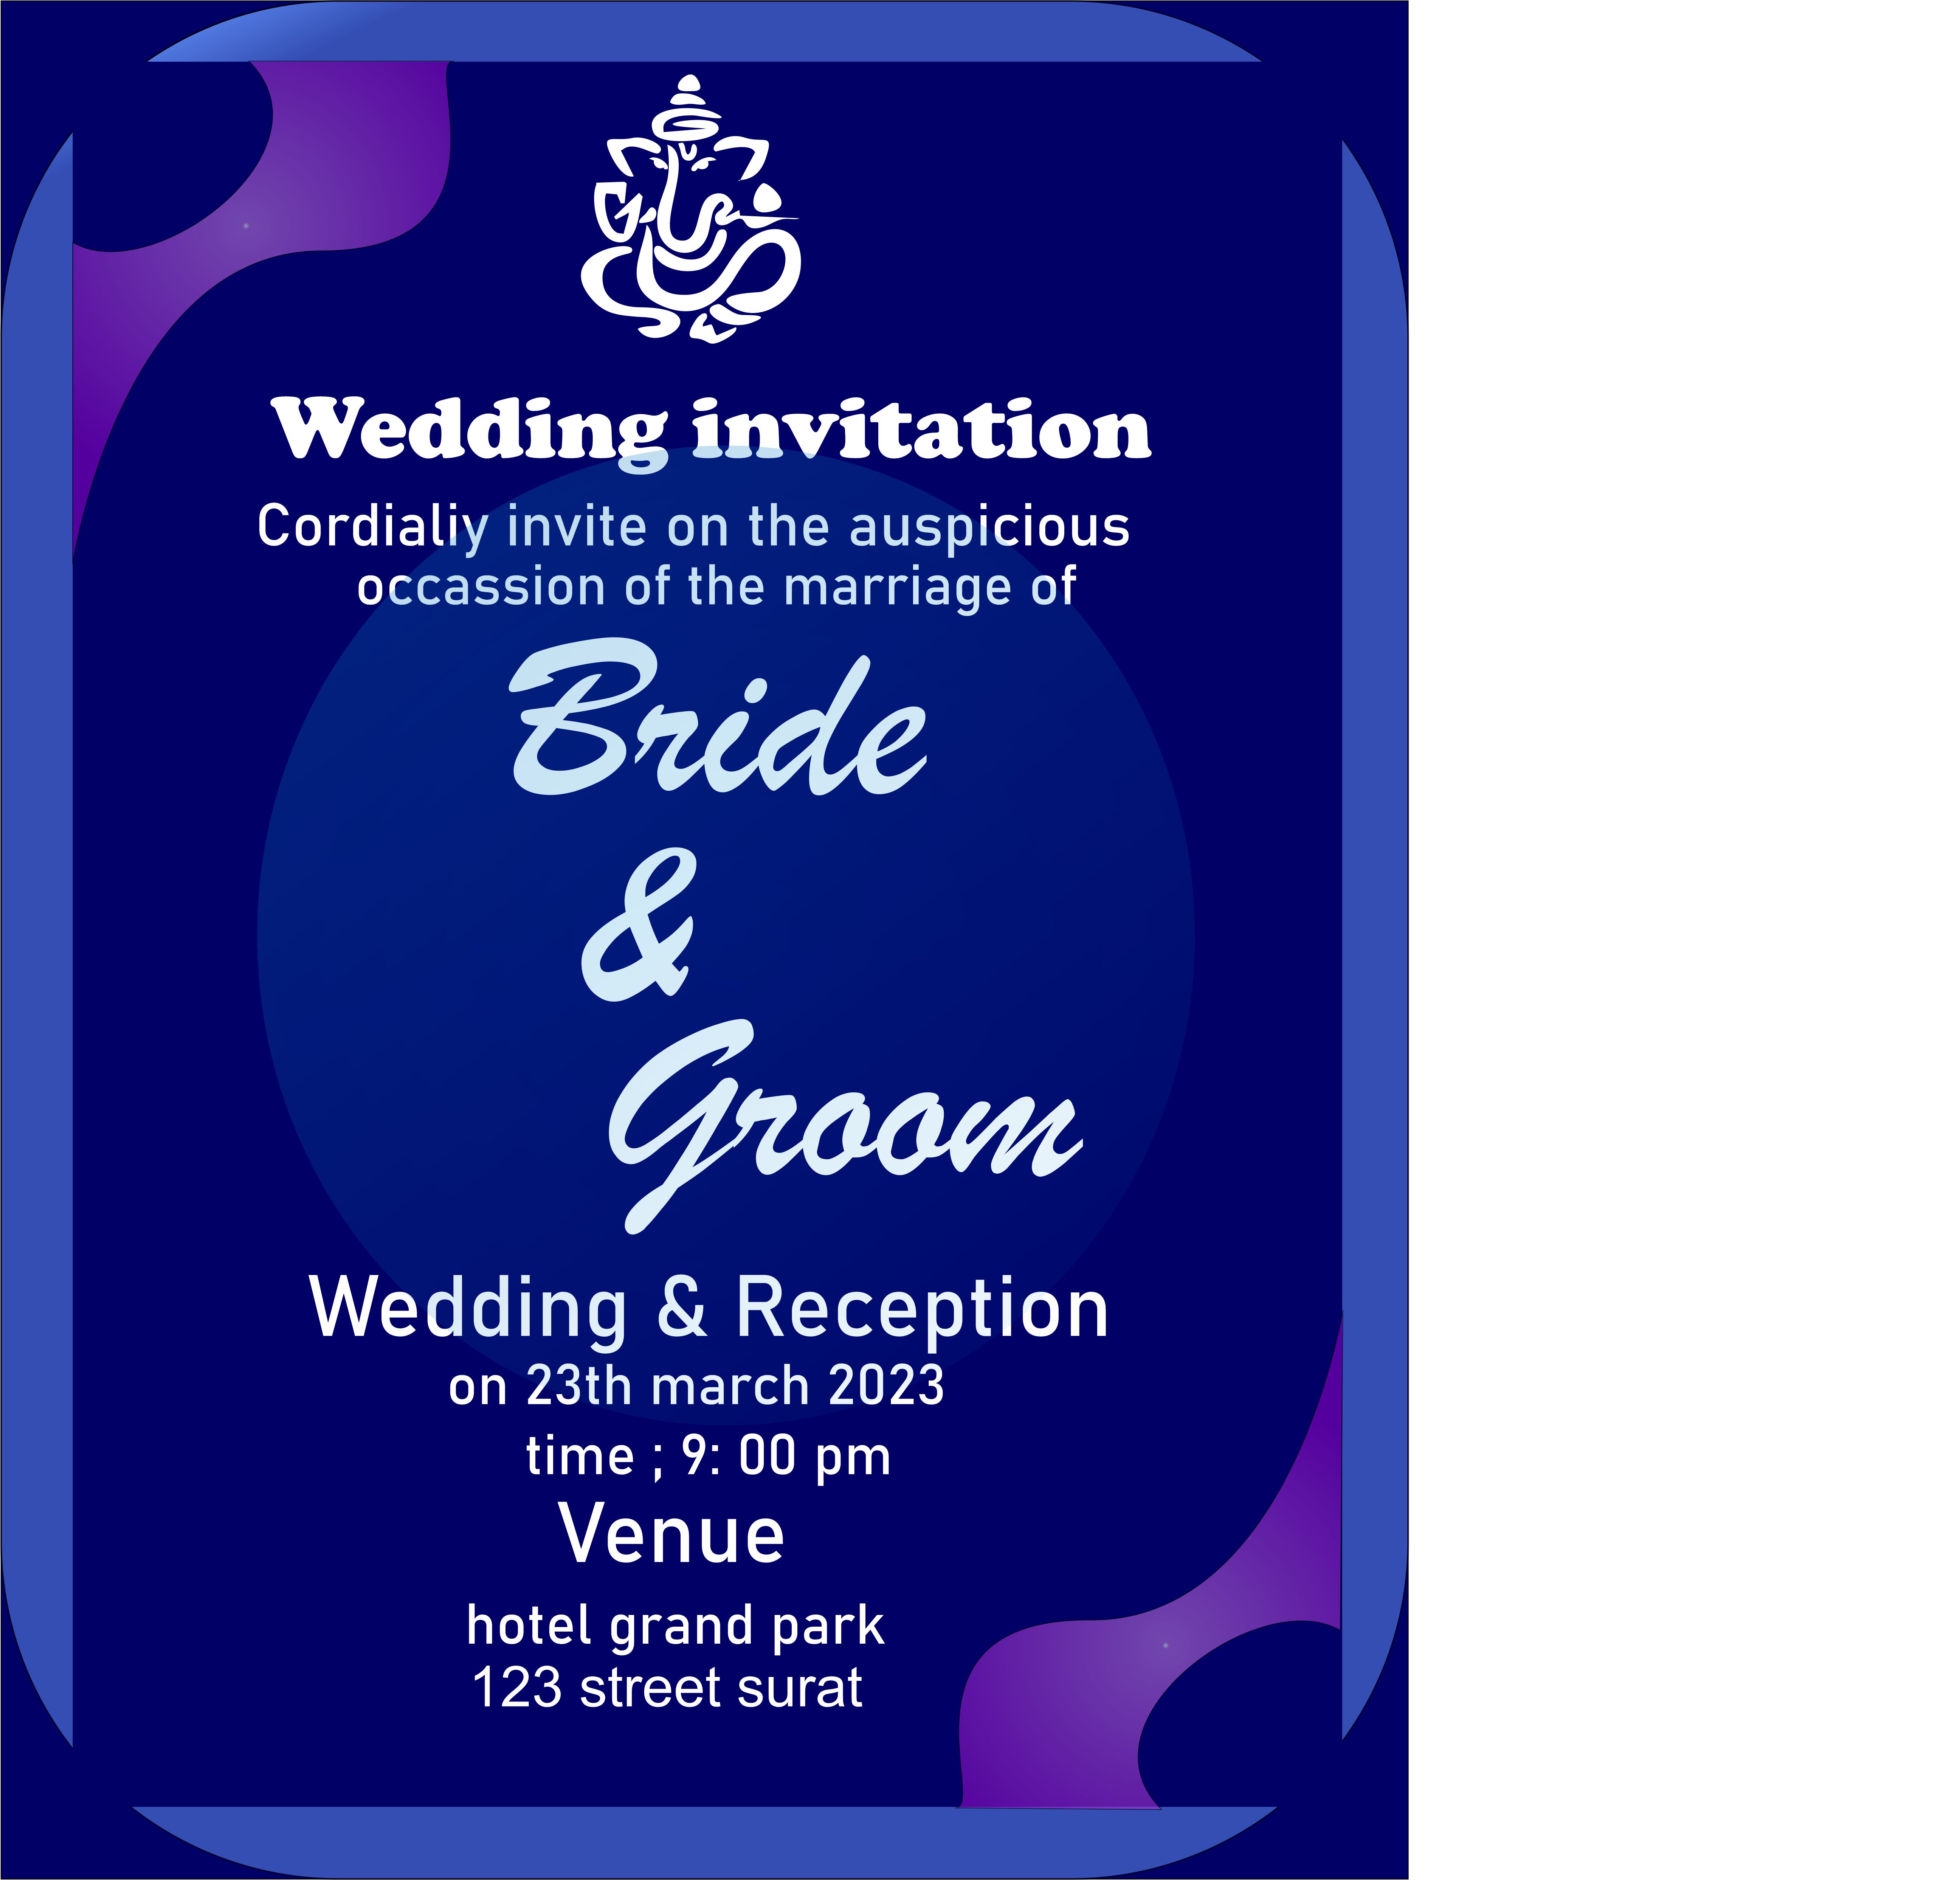 Wedding invitation
Cordialiy invite on the auspicious
occassion of the marriage of
Bride
&
Groom
Wedding & Reception
on 23th march 2023
time ; 9: 00 pm
Venue
hotel grand park
123 street surat